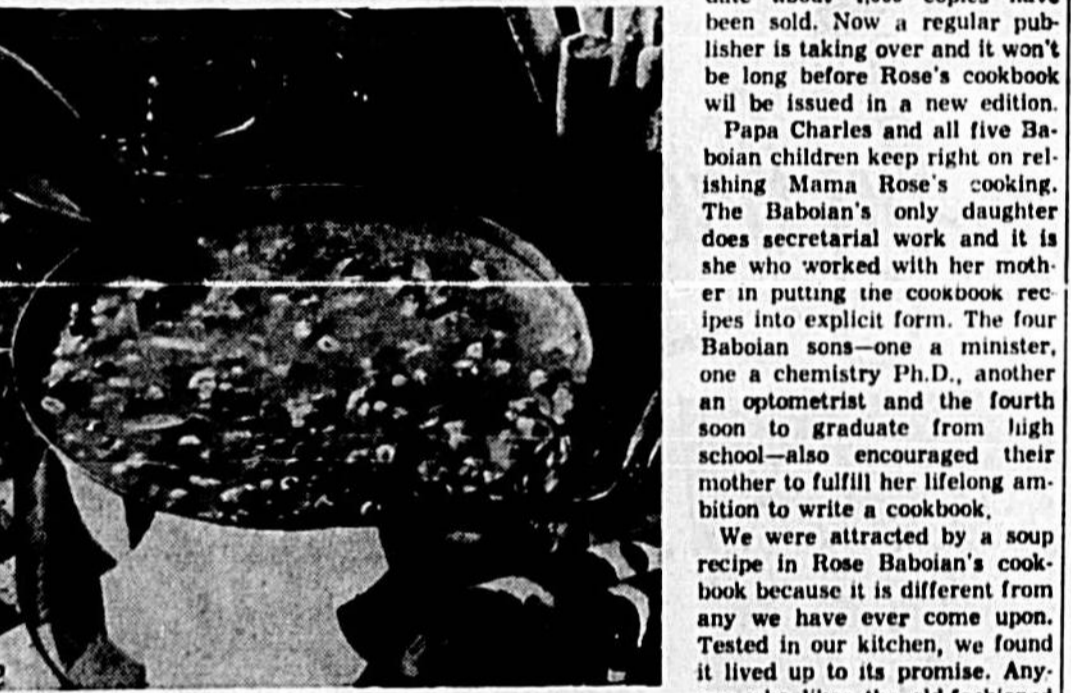 been sold. Now a regular pub-
lisher is taking over and it won't
be long before Rose's cookbook
wil be issued in a new edition.
Papa Charles and all five Ba-
boian children keep right on rel-
ishing Mama Rose's cooking.
The Baboian's only daughter
does secretarial work and it is
she who worked with her moth-
er in putting the cookbook rec-
ipes into explicit form. The four
Baboian sons—one a minister,
one a chemistry Ph.D., another
an optometrist and the fourth
soon to graduate from high
school—also encouraged their
mother to fulfill her lifelong am-
bition to write a cookbook.
We were attracted by a soup
recipe in Rose Baboian's cook-
book because it is different from
any we have ever come upon.
Tested in our kitchen, we found
it lived up to its promise. Any-